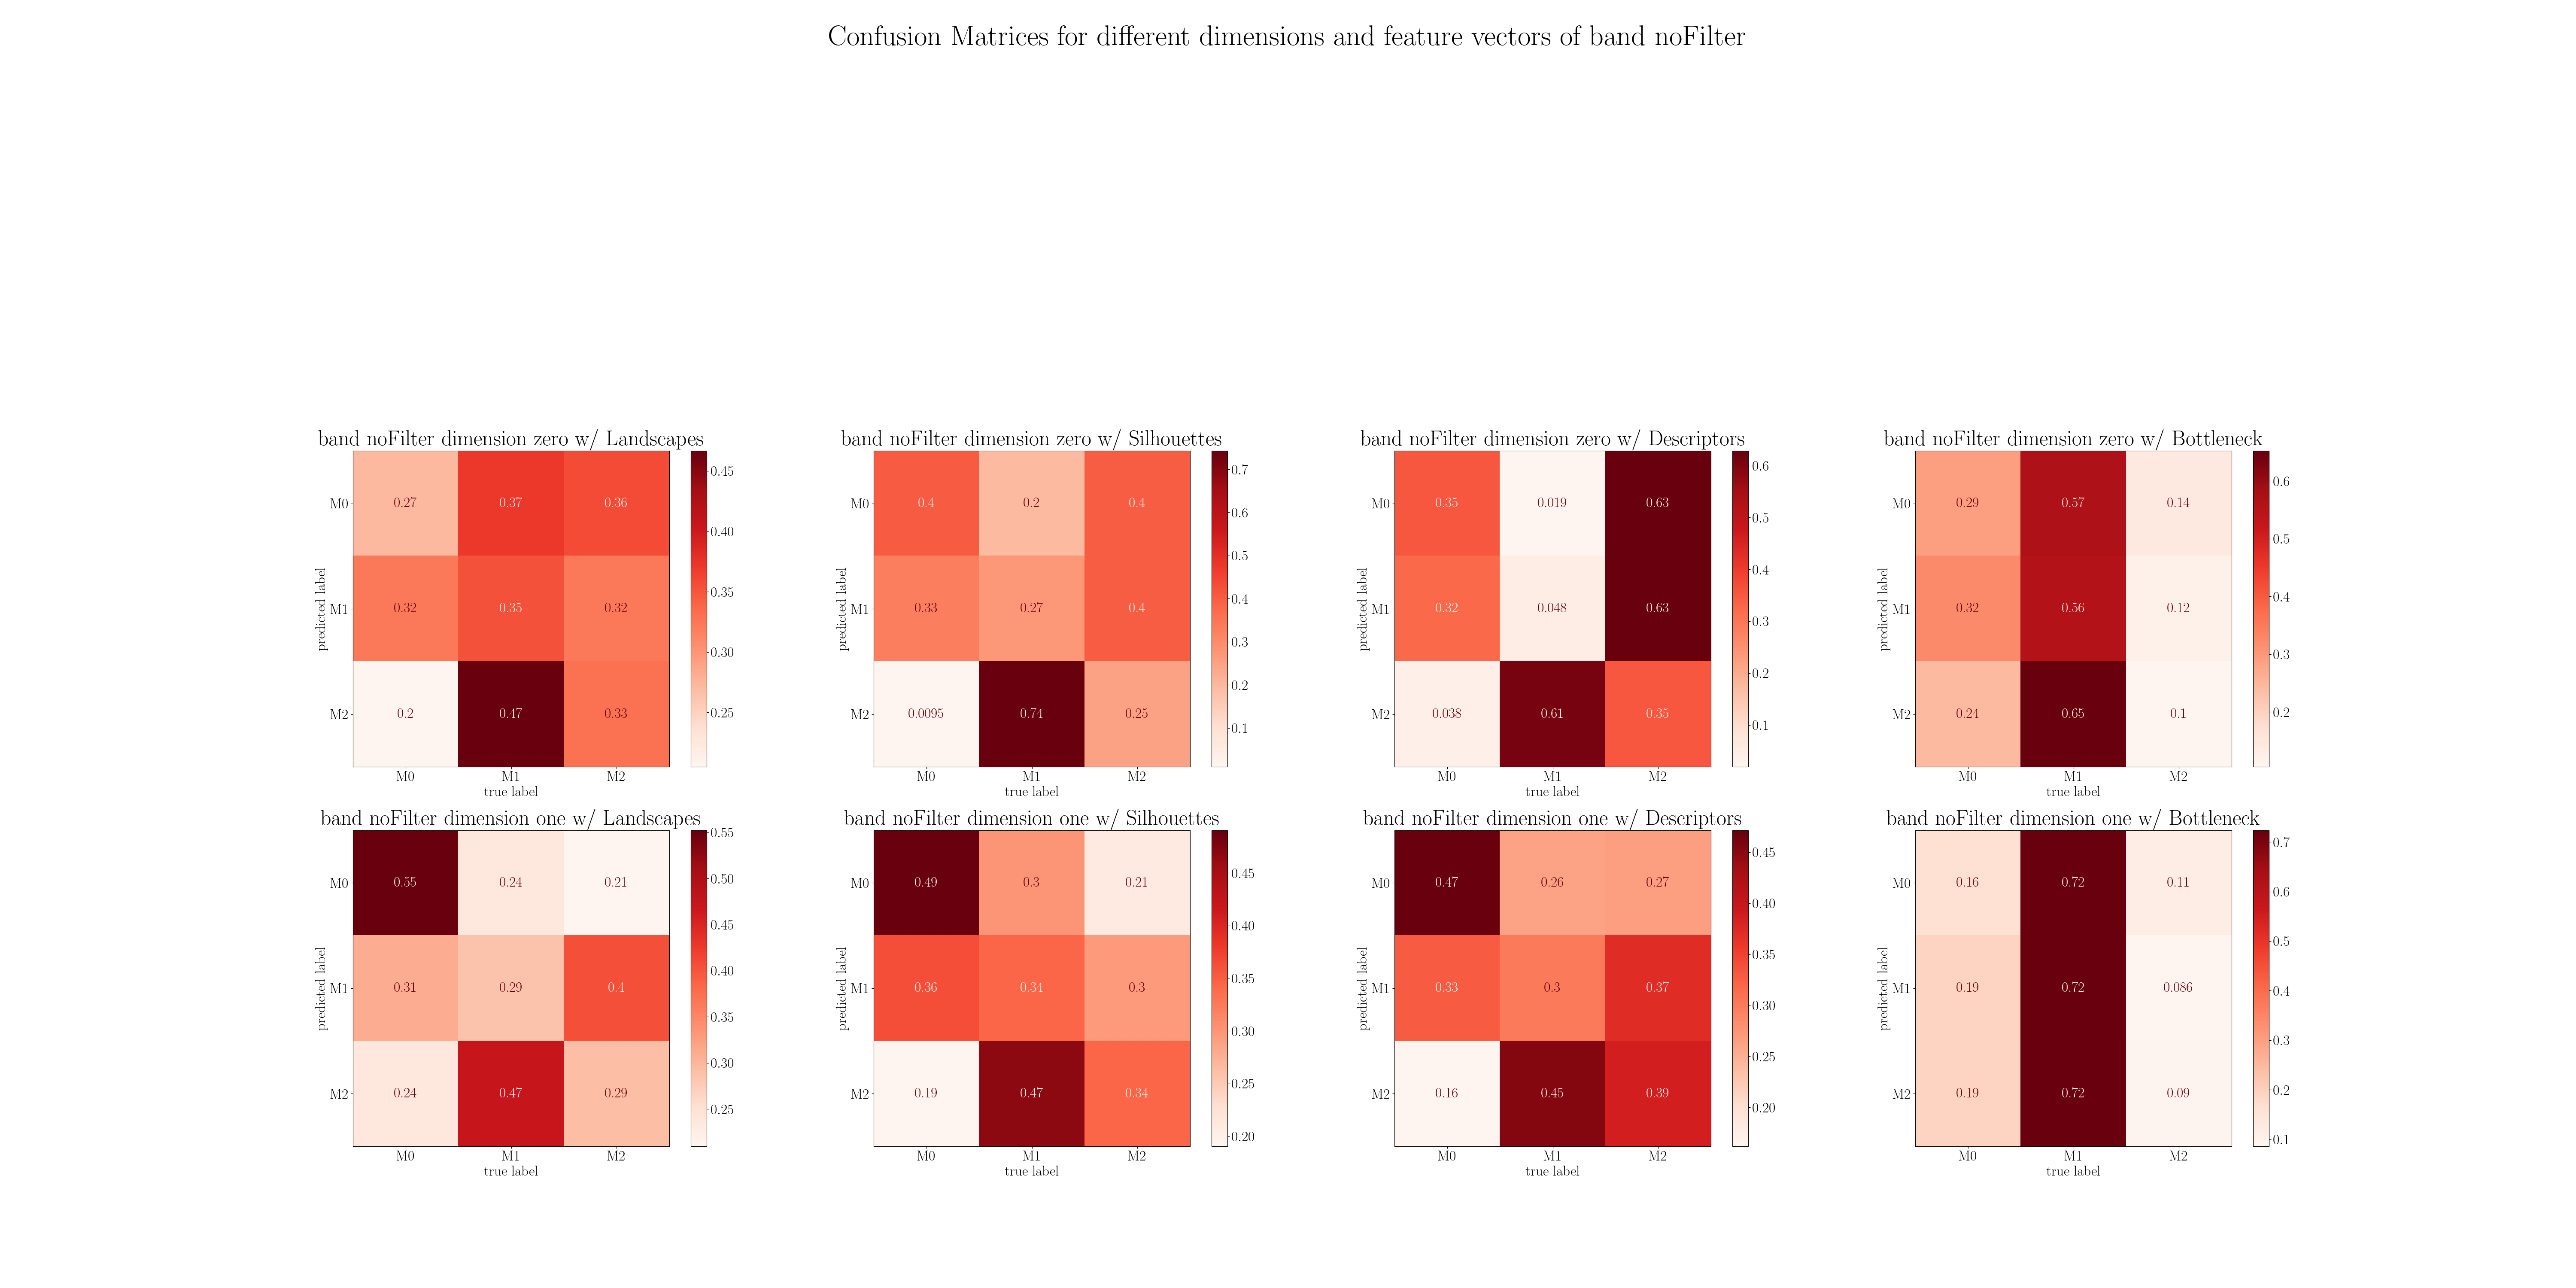 Confusion Matrices for different dimensions and feature vectors of band noFilter
band noFilter dimension zero w/ Landscapes
M0 0.27 0.37 0.36
M1 0.32 0.35 0.32
M2 0.2 0.47 0.33
M0 M1 M2
true label
predicted label
0.45
0.40
0.35
0.30
0.25
band noFilter dimension zero w/ Silhouettes
M0 0.4 0.2 0.4
M1 0.33 0.27 0.4
M2 0.0095 0.74 0.25
M0 M1 M2
true label
predicted label
0.7
0.6
0.5
0.4
0.3
0.2
0.1
band noFilter dimension zero w/ Descriptors
M0 0.35 0.019 0.63
M1 0.32 0.048 0.63
M2 0.038 0.61 0.35
M0 M1 M2
true label
predicted label
0.6
0.5
0.4
0.3
0.2
0.1
band noFilter dimension zero w/ Bottleneck
M0 0.29 0.57 0.14
M1 0.32 0.56 0.12
M2 0.24 0.65 0.1
M0 M1 M2
true label
predicted label
0.6
0.5
0.4
0.3
0.2
band noFilter dimension one w/ Landscapes
M0 0.55 0.24 0.21
M1 0.31 0.29 0.4
M2 0.24 0.47 0.29
M0 M1 M2
true label
predicted label
0.55
0.50
0.45
0.40
0.35
0.30
0.25
band noFilter dimension one w/ Silhouettes
M0 0.49 0.3 0.21
M1 0.36 0.34 0.3
M2 0.19 0.47 0.34
M0 M1 M2
true label
predicted label
0.45
0.40
0.35
0.30
0.25
0.20
band noFilter dimension one w/ Descriptors
M0 0.47 0.26 0.27
M1 0.33 0.3 0.37
M2 0.16 0.45 0.39
M0 M1 M2
true label
predicted label
0.45
0.40
0.35
0.30
0.25
0.20
band noFilter dimension one w/ Bottleneck
M0 0.16 0.72 0.11
M1 0.19 0.72 0.086
M2 0.19 0.72 0.09
M0 M1 M2
true label
predicted label
0.7
0.6
0.5
0.4
0.3
0.2
0.1